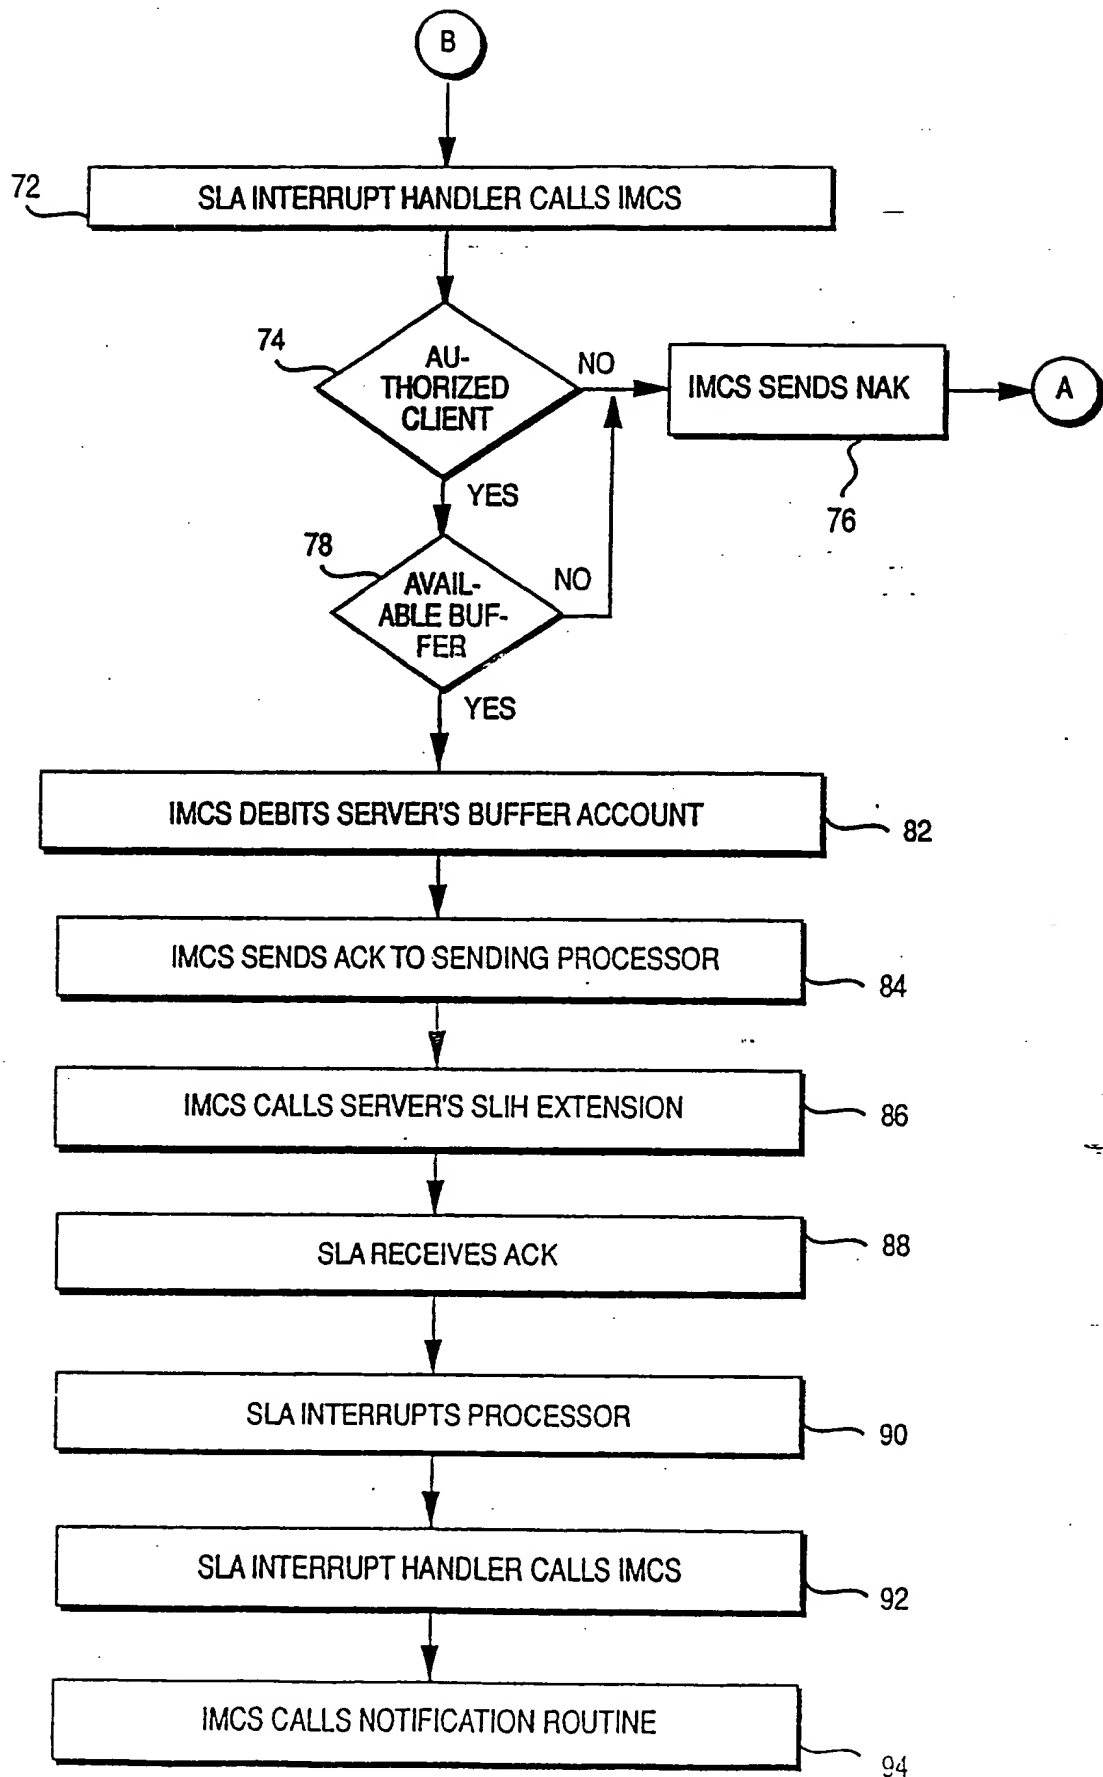 B
72
SLA INTERRUPT HANDLER CALLS IMCS
74
AU-
THORIZED
CLIENT
NO
IMCS SENDS NAK
A
76
YES
78
AVAIL-
ABLE BUF-
FER
NO
YES
IMCS DEBITS SERVER'S BUFFER ACCOUNT
82
IMCS SENDS ACK TO SENDING PROCESSOR
84
IMCS CALLS SERVER'S SLIH EXTENSION
86
SLA RECEIVES ACK
88
SLA INTERRUPTS PROCESSOR
90
SLA INTERRUPT HANDLER CALLS IMCS
92
IMCS CALLS NOTIFICATION ROUTINE
94